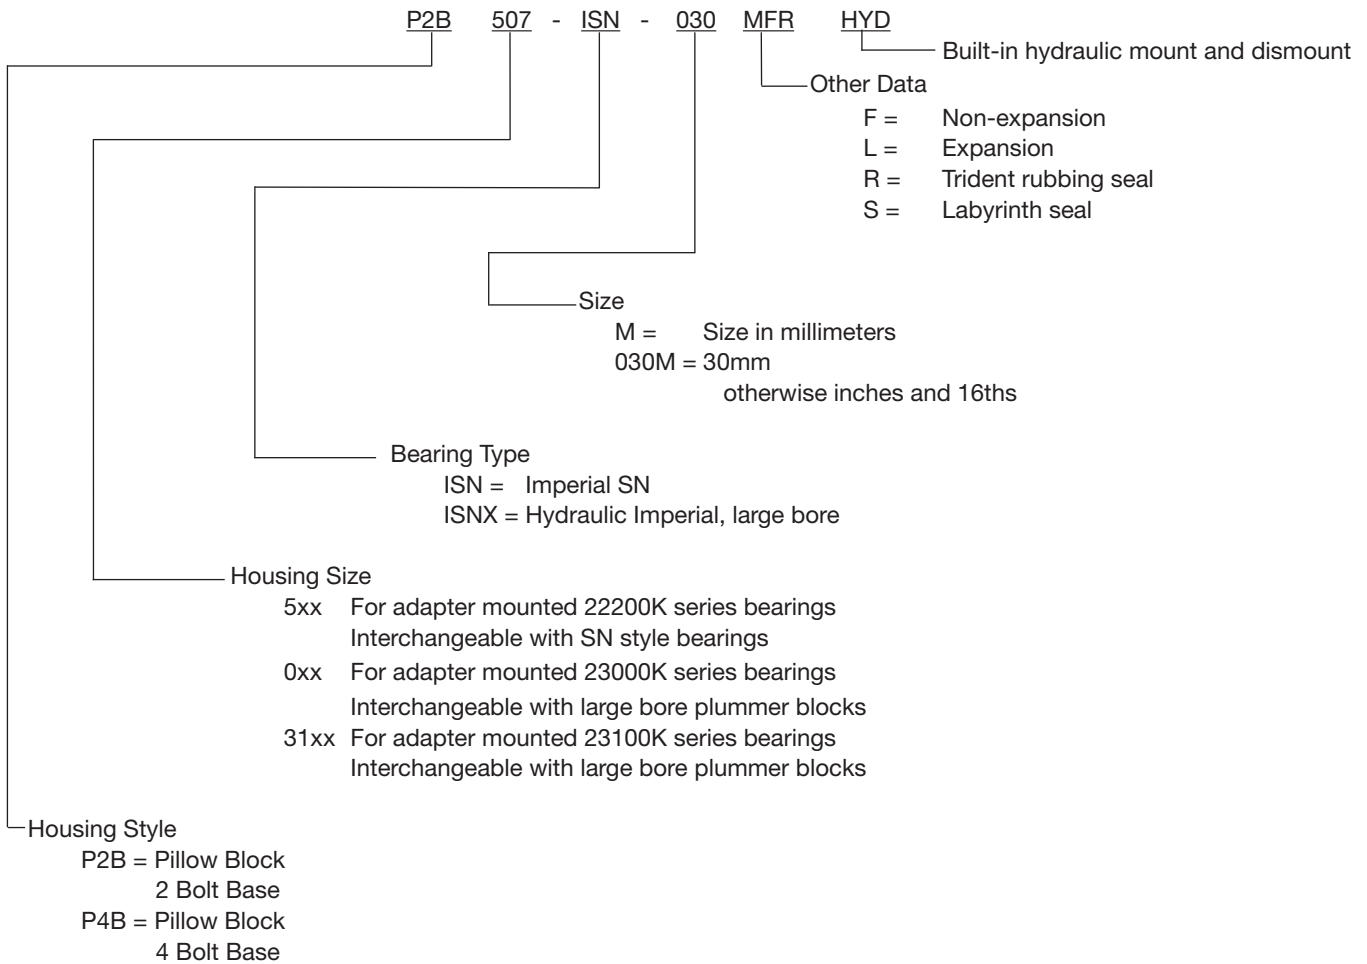 P2B 507 - ISN - 030 MFR HYD
Built-in hydraulic mount and dismount
Other Data
F = Non-expansion
L = Expansion
R = Trident rubbing seal
S = Labyrinth seal
Size
M = Size in millimeters
030M = 30mm
otherwise inches and 16ths
Bearing Type
ISN = Imperial SN
ISNX = Hydraulic Imperial, large bore
Housing Size
5xx For adapter mounted 22200K series bearings
Interchangeable with SN style bearings
0xx For adapter mounted 23000K series bearings
Interchangeable with large bore plummer blocks
31xx For adapter mounted 23100K series bearings
Interchangeable with large bore plummer blocks
Housing Style
P2B = Pillow Block
2 Bolt Base
P4B = Pillow Block
4 Bolt Base